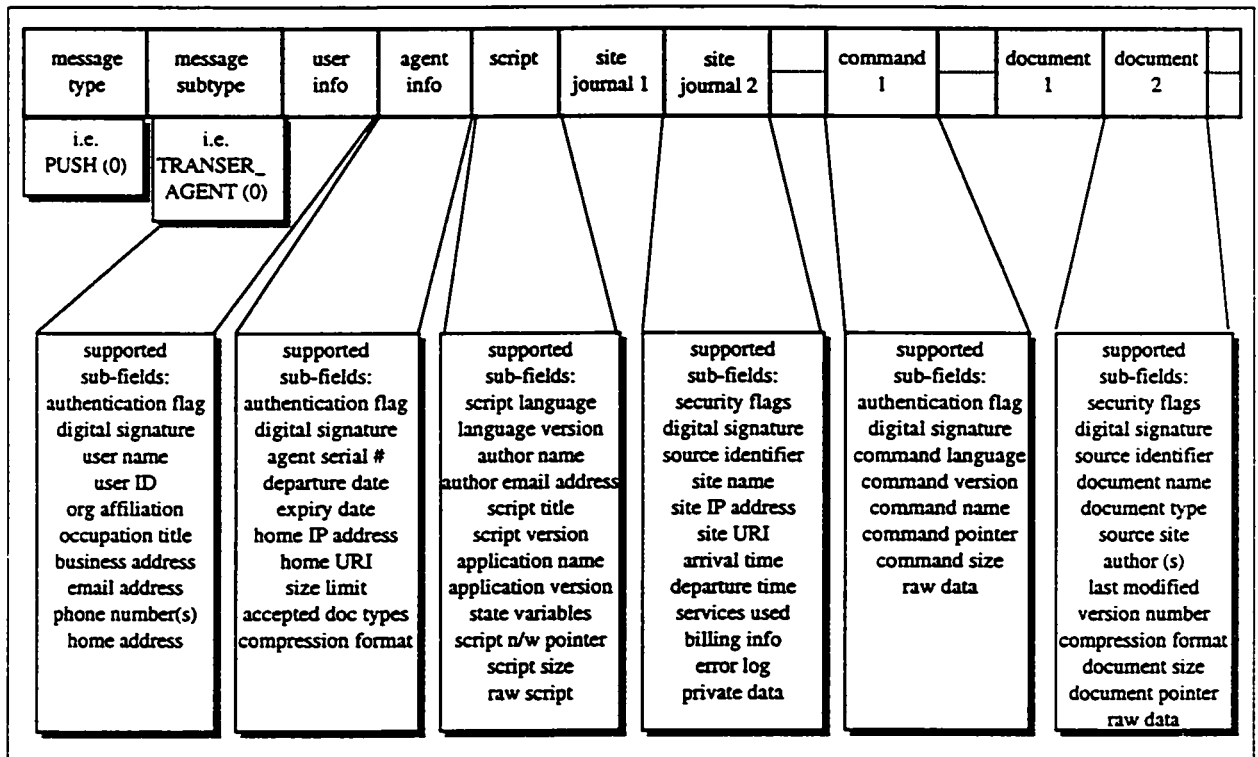 message type
message subtype
user info
agent info
script
site journal 1
site journal 2
command 1
document 1
document 2
i.e.
PUSH (0)
i.e.
TRANSER_
AGENT (0)
supported
sub-fields:
authentication flag
digital signature
user name
user ID
org affiliation
occupation title
business address
email address
phone number(s)
home address
supported
sub-fields:
authentication flag
digital signature
agent serial #
departure date
expiry date
home IP address
home URI
size limit
accepted doc types
compression format
supported
sub-fields:
script language
language version
author name
author email address
script title
script version
application name
application version
state variables
script n/w pointer
script size
raw script
supported
sub-fields:
security flags
digital signature
source identifier
site name
site IP address
site URI
arrival time
departure time
services used
billing info
error log
private data
supported
sub-fields:
authentication flag
digital signature
command language
command version
command name
command pointer
command size
raw data
supported
sub-fields:
security flags
digital signature
source identifier
document name
document type
source site
author (s)
last modified
version number
compression format
document size
document pointer
raw data